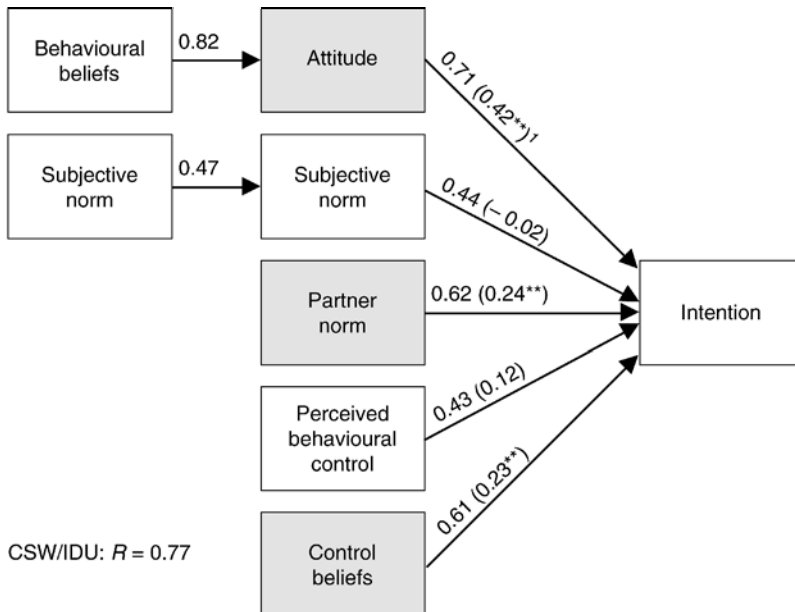 Behavioural
beliefs
0.82
Attitude
0.71 (0.42**)¹
Subjective
norm
0.47
Subjective
norm
0.44 (– 0.02)
Partner
norm
0.62 (0.24**)
Intention
Perceived
behavioural
control
0.43 (0.12)
Control
beliefs
0.61 (0.23**)
CSW/IDU: R = 0.77